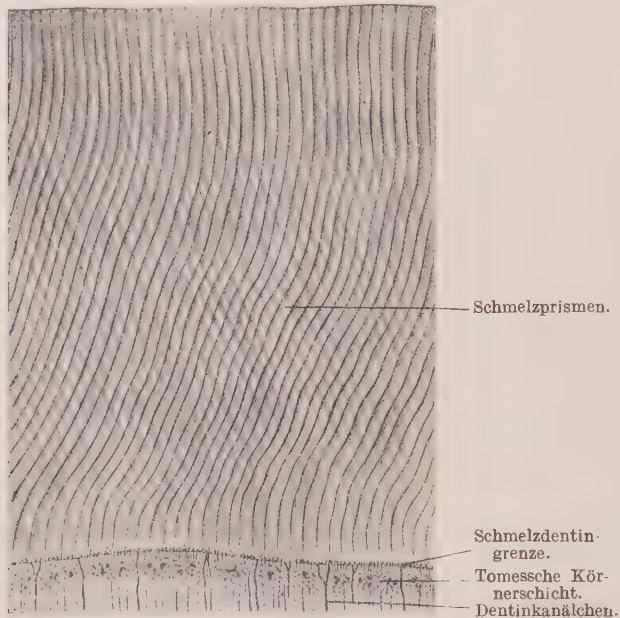 Schmelzprismen.
Schmelzdentin-
grenze.
Tomessche Kör-
nerschicht.
Dentinkanälchen.